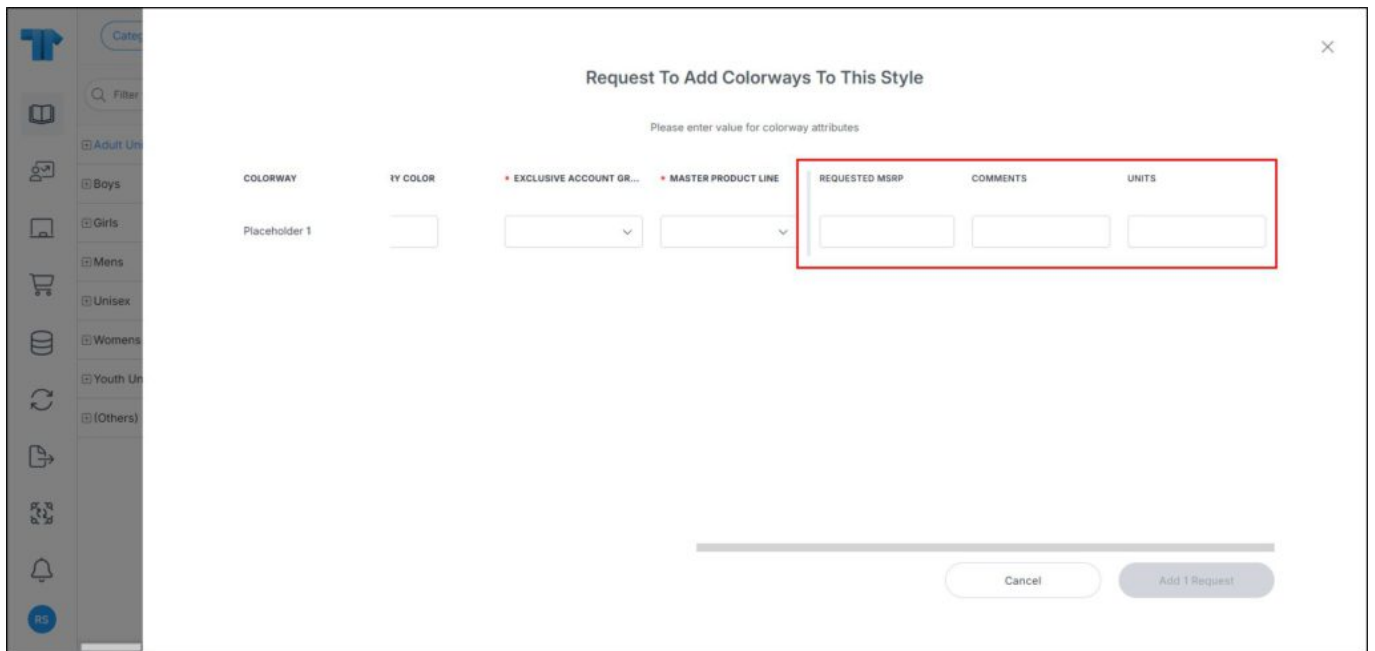 Categ
Request To Add Colorways To This Style
Filter
Please enter value for colorway attributes
Adult Uni
Boys
COLORWAY RY COLOR * EXCLUSIVE ACCOUNT GR... * MASTER PRODUCT LINE REQUESTED MSRP COMMENTS UNITS
Girls
Placeholder 1
Mens
Unisex
Womens
Youth Un
(Others)
Cancel Add 1 Request
RS